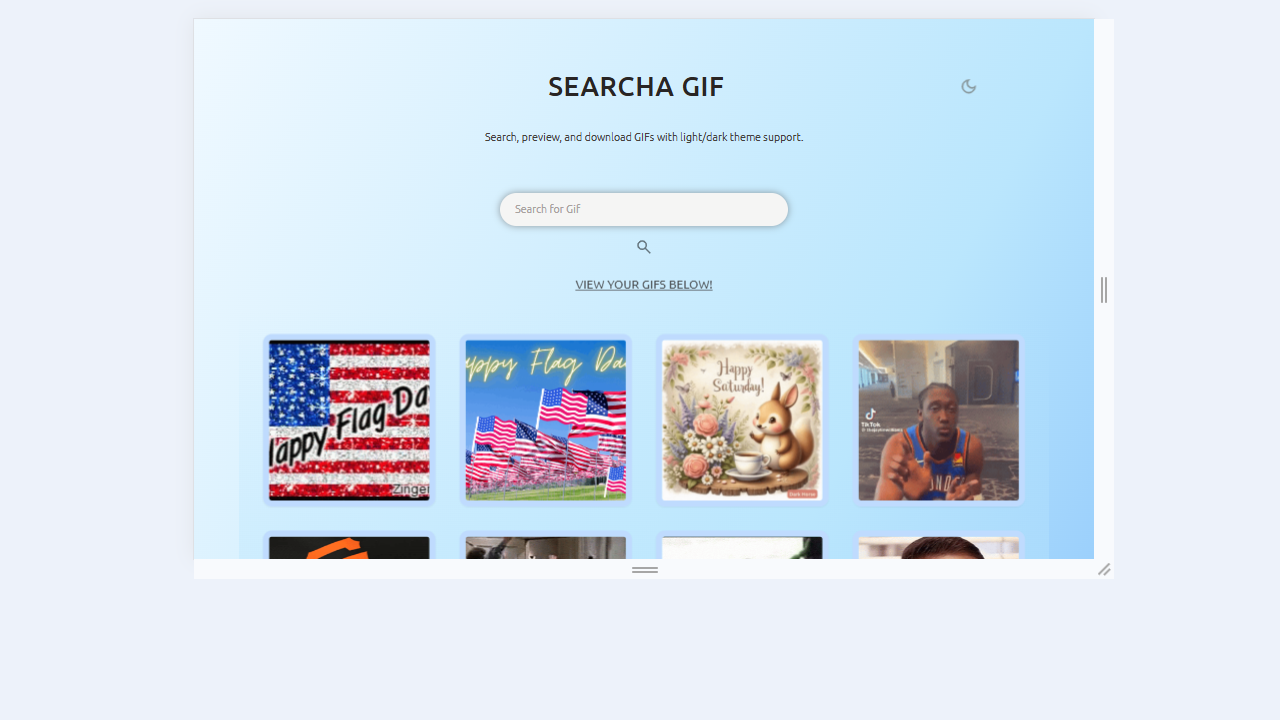 SEARCHA GIF
Search, preview, and download GIFs with light/dark theme support.
Search for Gif
VIEW YOUR GIFS BELOW!
Happy Flag Da
Zinger
appy Flag Da
Happy
Saturday!
TikTok